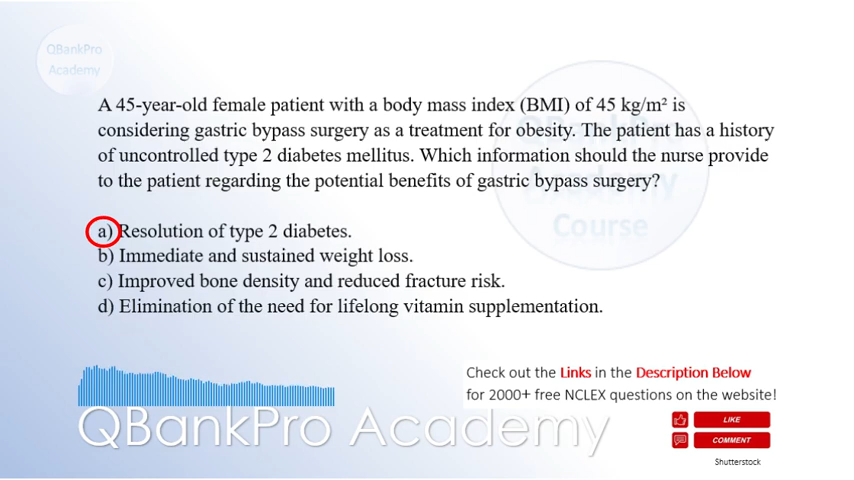 QBankPro
Academy
A 45-year-old female patient with a body mass index (BMI) of 45 kg/m² is
considering gastric bypass surgery as a treatment for obesity. The patient has a history
of uncontrolled type 2 diabetes mellitus. Which information should the nurse provide
to the patient regarding the potential benefits of gastric bypass surgery?
QBankPro
Academy
Course
a) Resolution of type 2 diabetes.
b) Immediate and sustained weight loss.
c) Improved bone density and reduced fracture risk.
d) Elimination of the need for lifelong vitamin supplementation.
Check out the Links in the Description Below
for 2000+ free NCLEX questions on the website!
QBankPro Academy
LIKE
COMMENT
Shutterstock